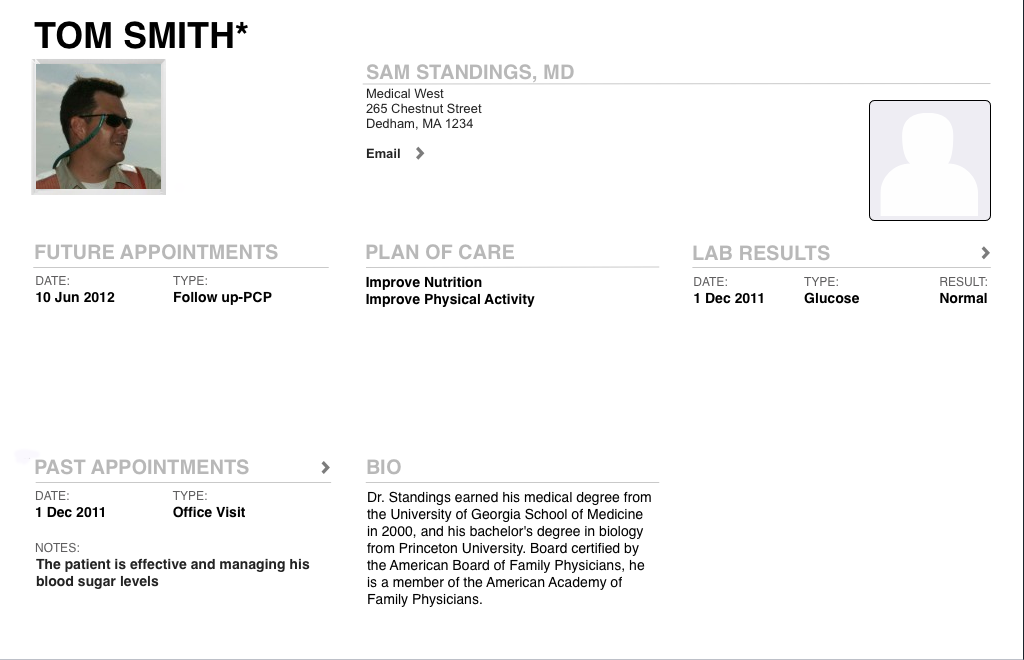 TOM SMITH*
SAM STANDINGS, MD
Medical West
265 Chestnut Street
Dedham, MA 1234
Email
FUTURE APPOINTMENTS
DATE: TYPE:
10 Jun 2012 Follow up-PCP
PLAN OF CARE
Improve Nutrition
Improve Physical Activity
LAB RESULTS
DATE: TYPE: RESULT:
1 Dec 2011 Glucose Normal
PAST APPOINTMENTS
DATE: TYPE:
1 Dec 2011 Office Visit
NOTES:
The patient is effective and managing his
blood sugar levels
BIO
Dr. Standings earned his medical degree from
the University of Georgia School of Medicine
in 2000, and his bachelor's degree in biology
from Princeton University. Board certified by
the American Board of Family Physicians, he
is a member of the American Academy of
Family Physicians.